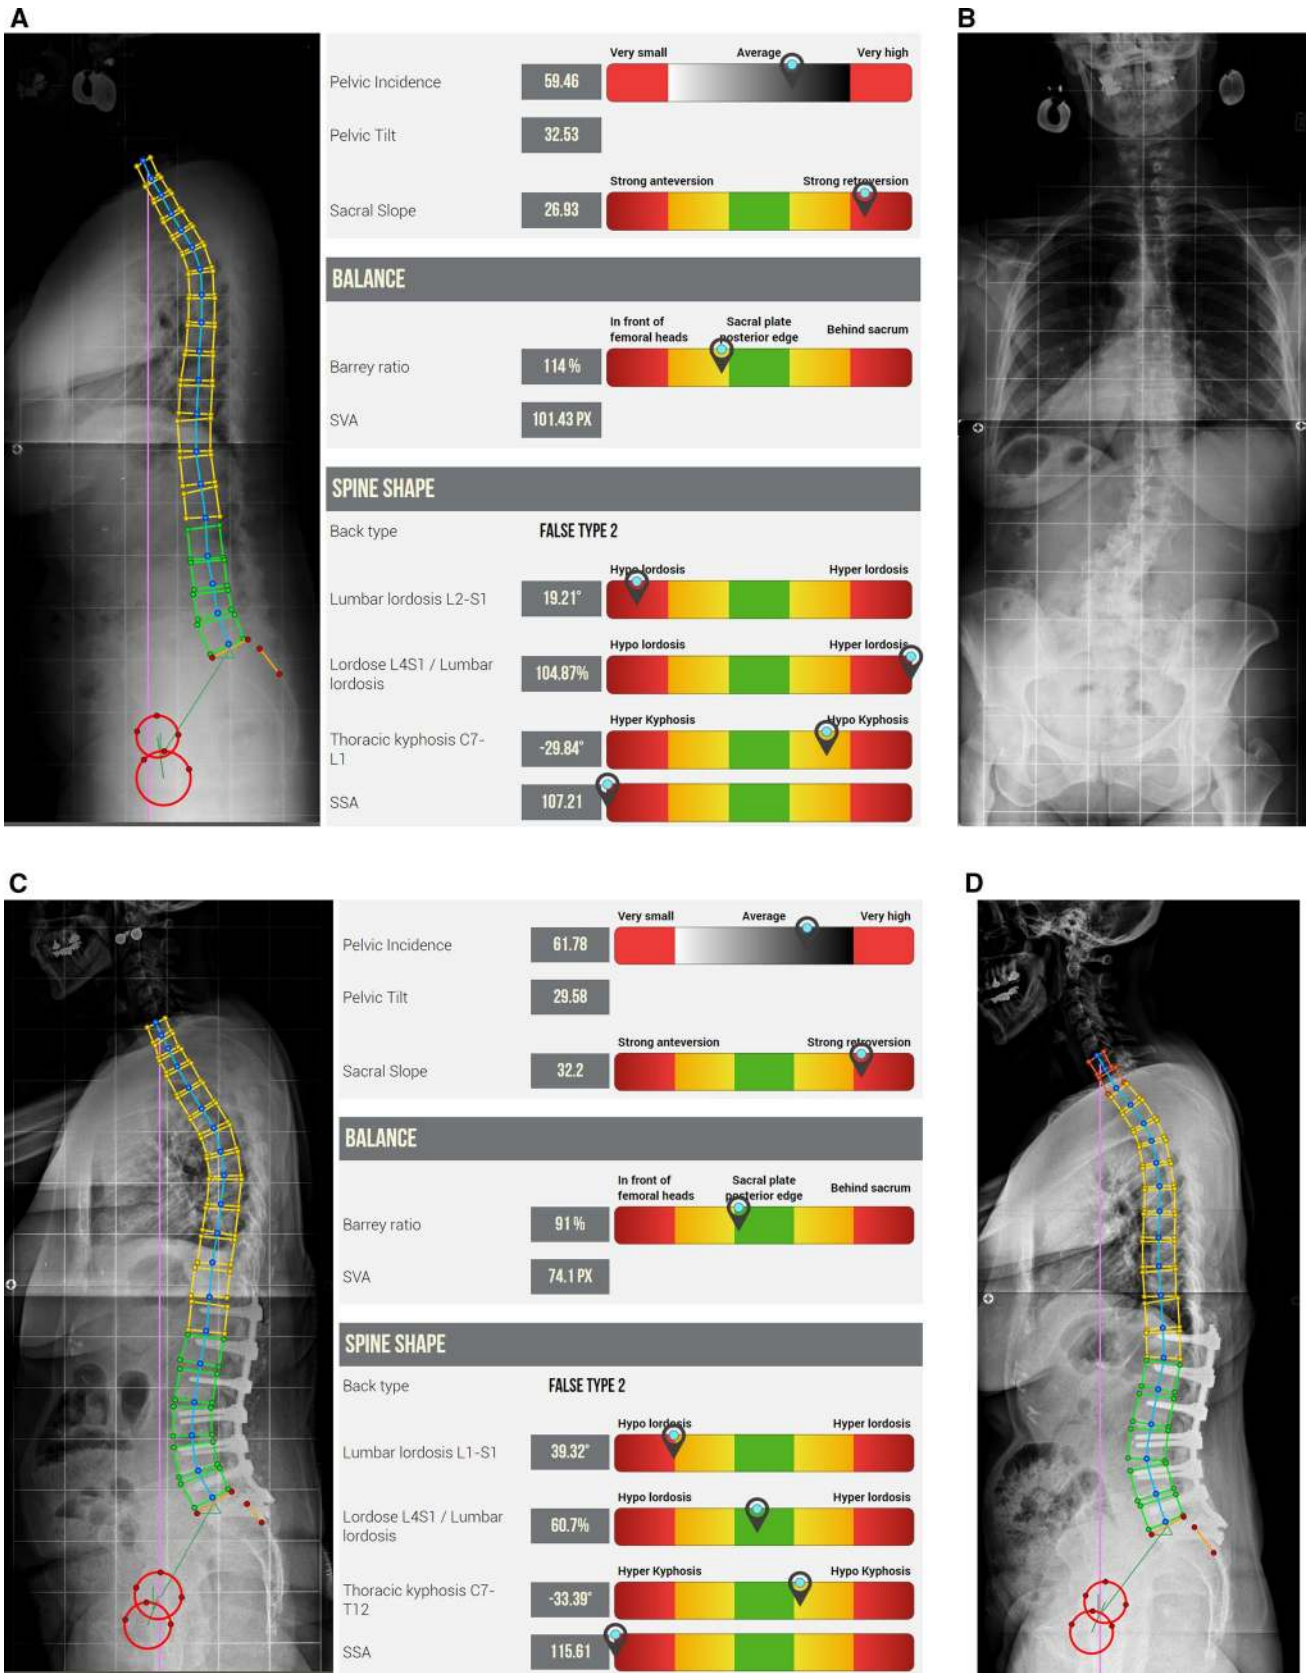 A
B
Very small Average Very high
Pelvic Incidence 59.46
Pelvic Tilt 32.53
Strong anteversion Strong retroversion
Sacral Slope 26.93
BALANCE
In front of femoral heads Sacral plate posterior edge Behind sacrum
Barrey ratio 114 %
SVA 101.43 PX
SPINE SHAPE
Back type FALSE TYPE 2
Hypo lordosis Hyper lordosis
Lumbar lordosis L2-S1 19.21°
Hypo lordosis Hyper lordosis
Lordose L4S1 / Lumbar lordosis 104.87%
Hyper Kyphosis Hypo Kyphosis
Thoracic kyphosis C7-L1 -29.84°
SSA 107.21
C
D
Very small Average Very high
Pelvic Incidence 61.78
Pelvic Tilt 29.58
Strong anteversion Strong retroversion
Sacral Slope 32.2
BALANCE
In front of femoral heads Sacral plate posterior edge Behind sacrum
Barrey ratio 91 %
SVA 74.1 PX
SPINE SHAPE
Back type FALSE TYPE 2
Hypo lordosis Hyper lordosis
Lumbar lordosis L1-S1 39.32°
Hypo lordosis Hyper lordosis
Lordose L4S1 / Lumbar lordosis 60.7%
Hyper Kyphosis Hypo Kyphosis
Thoracic kyphosis C7-T12 -33.39°
SSA 115.61